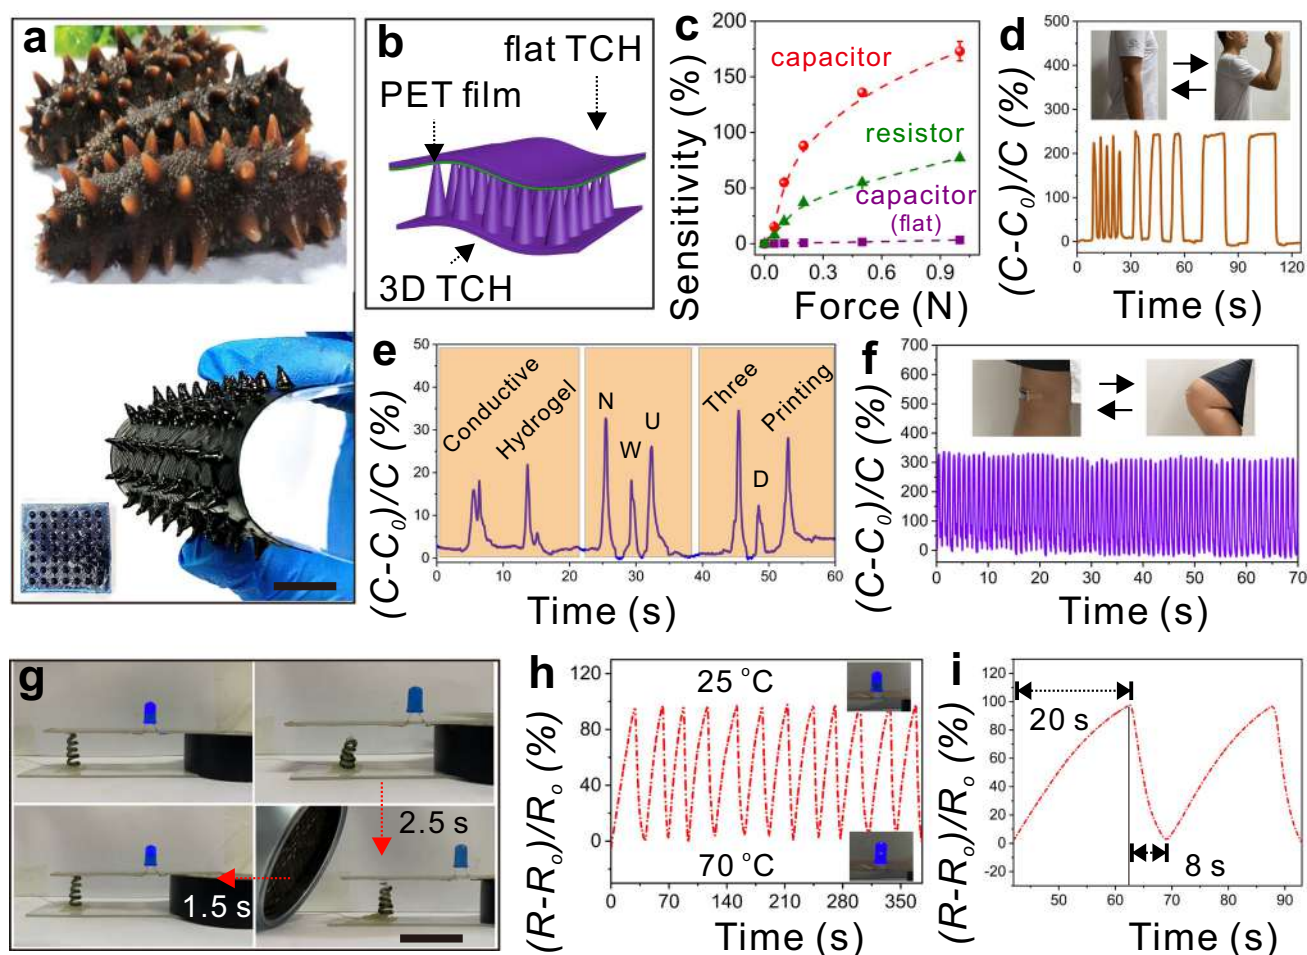 a
b
flat TCH
PET film
3D TCH
c
200
150
100
50
0
Sensitivity (%)
capacitor
resistor
capacitor
(flat)
0.0 0.3 0.6 0.9
Force (N)
d
500
400
300
200
100
0
(C-C0)/C (%)
0 30 60 90 120
Time (s)
e
50
40
30
20
10
0
(C-C0)/C (%)
Conductive
Hydrogel
N
W
U
Three
D
Printing
0 10 20 30 40 50 60
Time (s)
f
700
600
500
400
300
200
100
0
(C-C0)/C (%)
0 10 20 30 40 50 60 70
Time (s)
g
2.5 s
1.5 s
h
120
80
40
0
(R-Ro)/Ro (%)
25 °C
70 °C
0 70 140 210 280 350
Time (s)
i
120
100
80
60
40
20
0
-20
(R-Ro)/Ro (%)
20 s
8 s
50 60 70 80 90
Time (s)